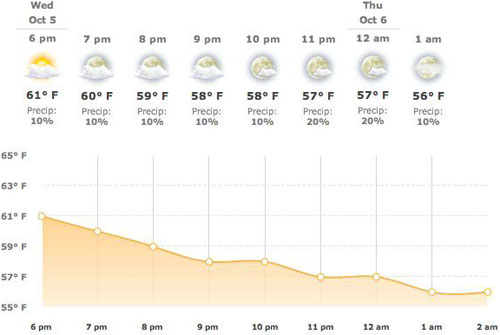 Wed Thu
Oct 5 Oct 6
6 pm 7 pm 8 pm 9 pm 10 pm 11 pm 12 am 1 am
61° F 60° F 59° F 58° F 58° F 57° F 57° F 56° F
Precip: Precip: Precip: Precip: Precip: Precip: Precip: Precip:
10% 10% 10% 10% 10% 20% 20% 10%
65° F
63° F
61° F
59° F
57° F
55° F
6 pm 7 pm 8 pm 9 pm 10 pm 11 pm 12 am 1 am 2 am